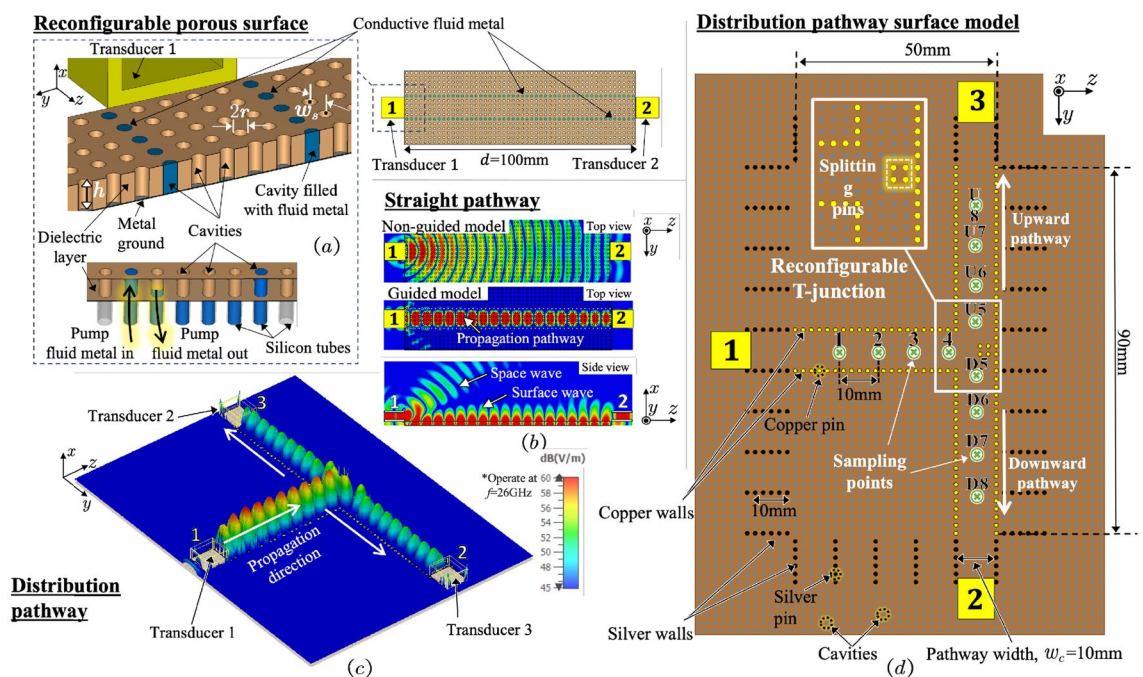 Reconfigurable porous surface
Transducer 1
x
y
z
2r
w_s
h
Metal
ground
Cavity filled
with fluid metal
Dielectric
layer
Cavities
(a)
Pump
fluid metal in
Pump
fluid metal out
Silicon tubes
Conductive fluid metal
1
2
Transducer 1
d=100mm
Transducer 2
Straight pathway
Non-guided model
Top view
x
z
y
1
2
Guided model
Top view
1
2
Propagation pathway
Side view
Space wave
Surface wave
1
2
x
y
z
(b)
Transducer 2
3
x
z
y
1
Propagation
direction
2
Transducer 1
Transducer 3
Distribution
pathway
(c)
dB(V/m)
*Operate at
f=26GHz
60
58
56
54
52
50
48
45
Distribution pathway surface model
50mm
x
z
y
3
Splittin
g
pins
Reconfigurable
T-junction
U
8
U7
U6
U5
Upward
pathway
90mm
1
1
2
3
4
10mm
Copper pin
Sampling
points
D5
D6
D7
D8
Downward
pathway
Copper walls
10mm
Silver
pin
Silver walls
Cavities
2
Pathway width, w_c=10mm
(d)